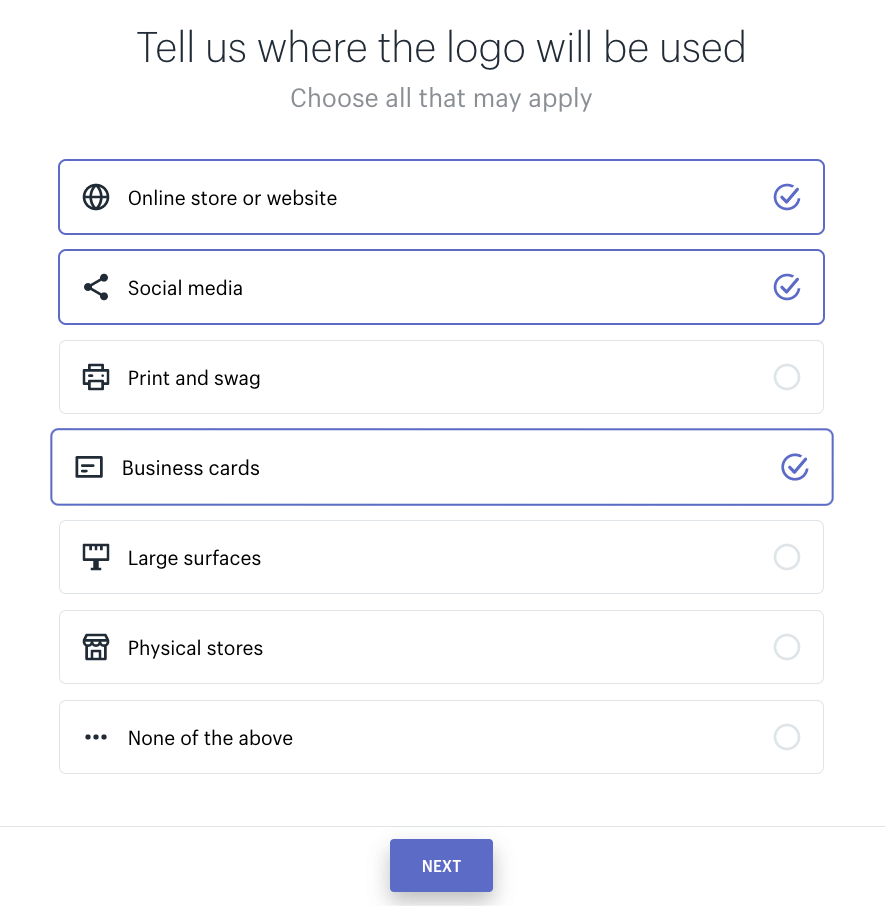 Tell us where the logo will be used
Choose all that may apply
Online store or website
Social media
Print and swag
Business cards
Large surfaces
Physical stores
None of the above
NEXT